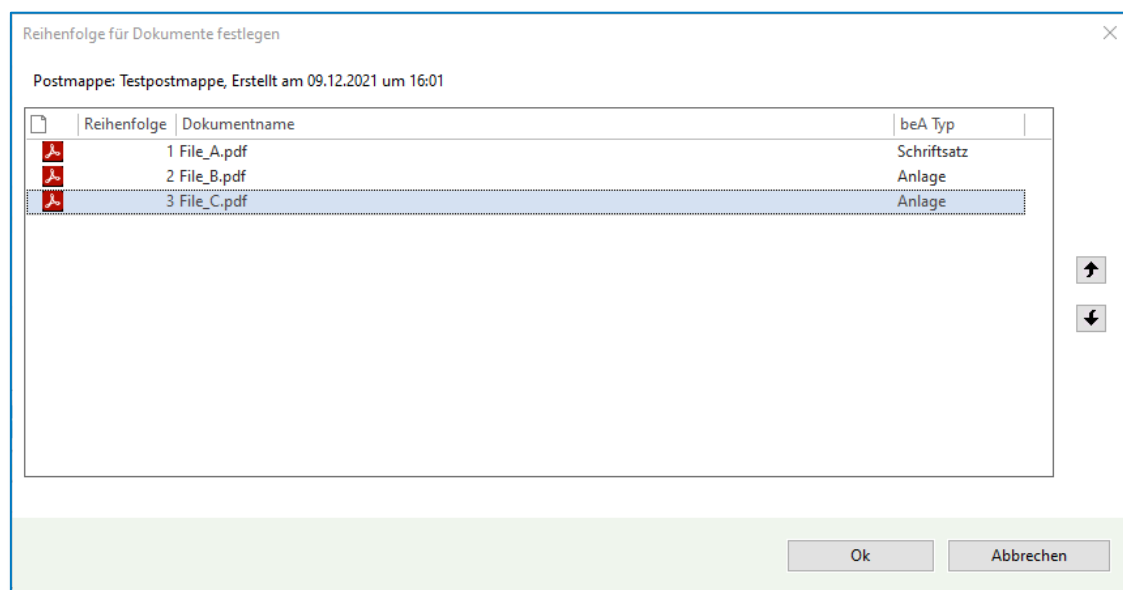 Reihenfolge für Dokumente festlegen
Postmappe: Testpostmappe, Erstellt am 09.12.2021 um 16:01
Reihenfolge Dokumentname beA Typ
1 File_A.pdf Schriftsatz
2 File_B.pdf Anlage
3 File_C.pdf Anlage
Ok Abbrechen